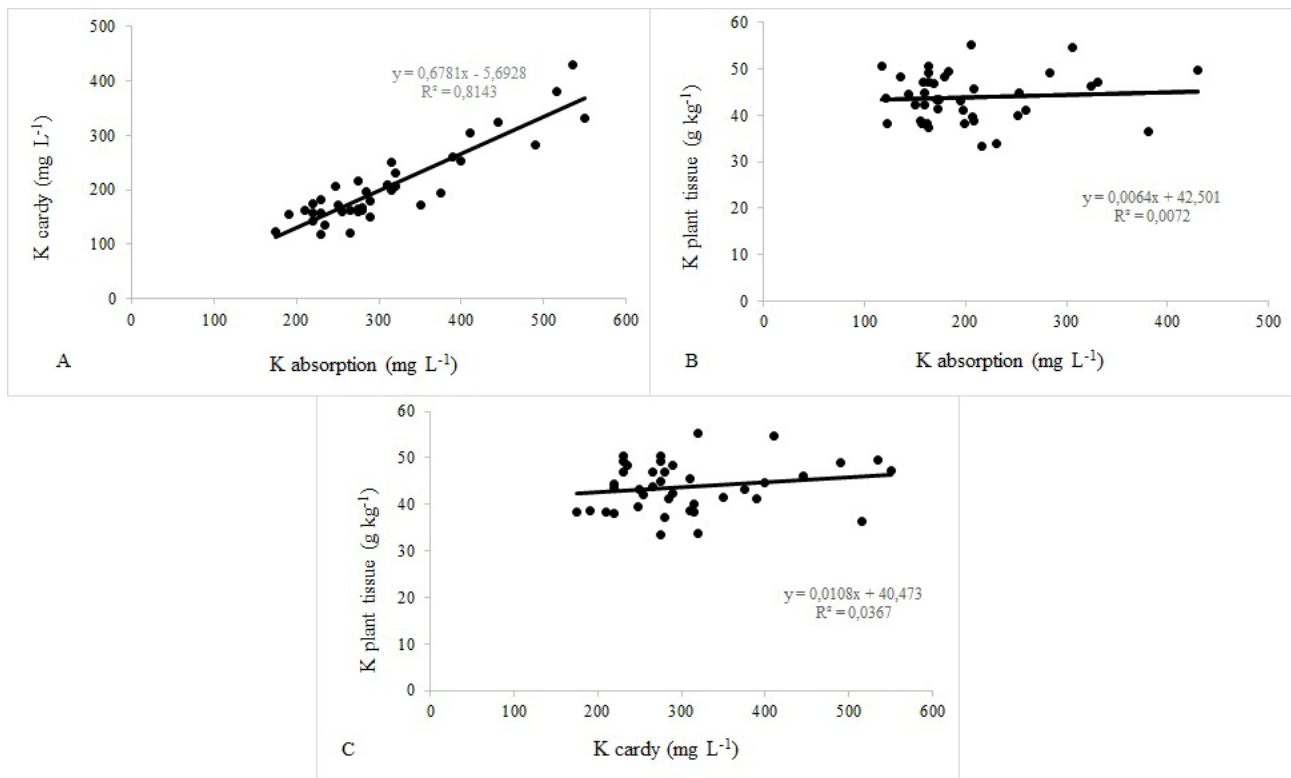 500
400
300
200
100
0
K cardy (mg L⁻¹)
y = 0,6781x - 5,6928
R² = 0,8143
0 100 200 300 400 500 600
A
K absorption (mg L⁻¹)
B
60
50
40
30
20
10
0
K plant tissue (g kg⁻¹)
y = 0,0064x + 42,501
R² = 0,0072
0 100 200 300 400 500
K absorption (mg L⁻¹)
60
50
40
30
20
10
0
K plant tissue (g kg⁻¹)
y = 0,0108x + 40,473
R² = 0,0367
0 100 200 300 400 500 600
C
K cardy (mg L⁻¹)